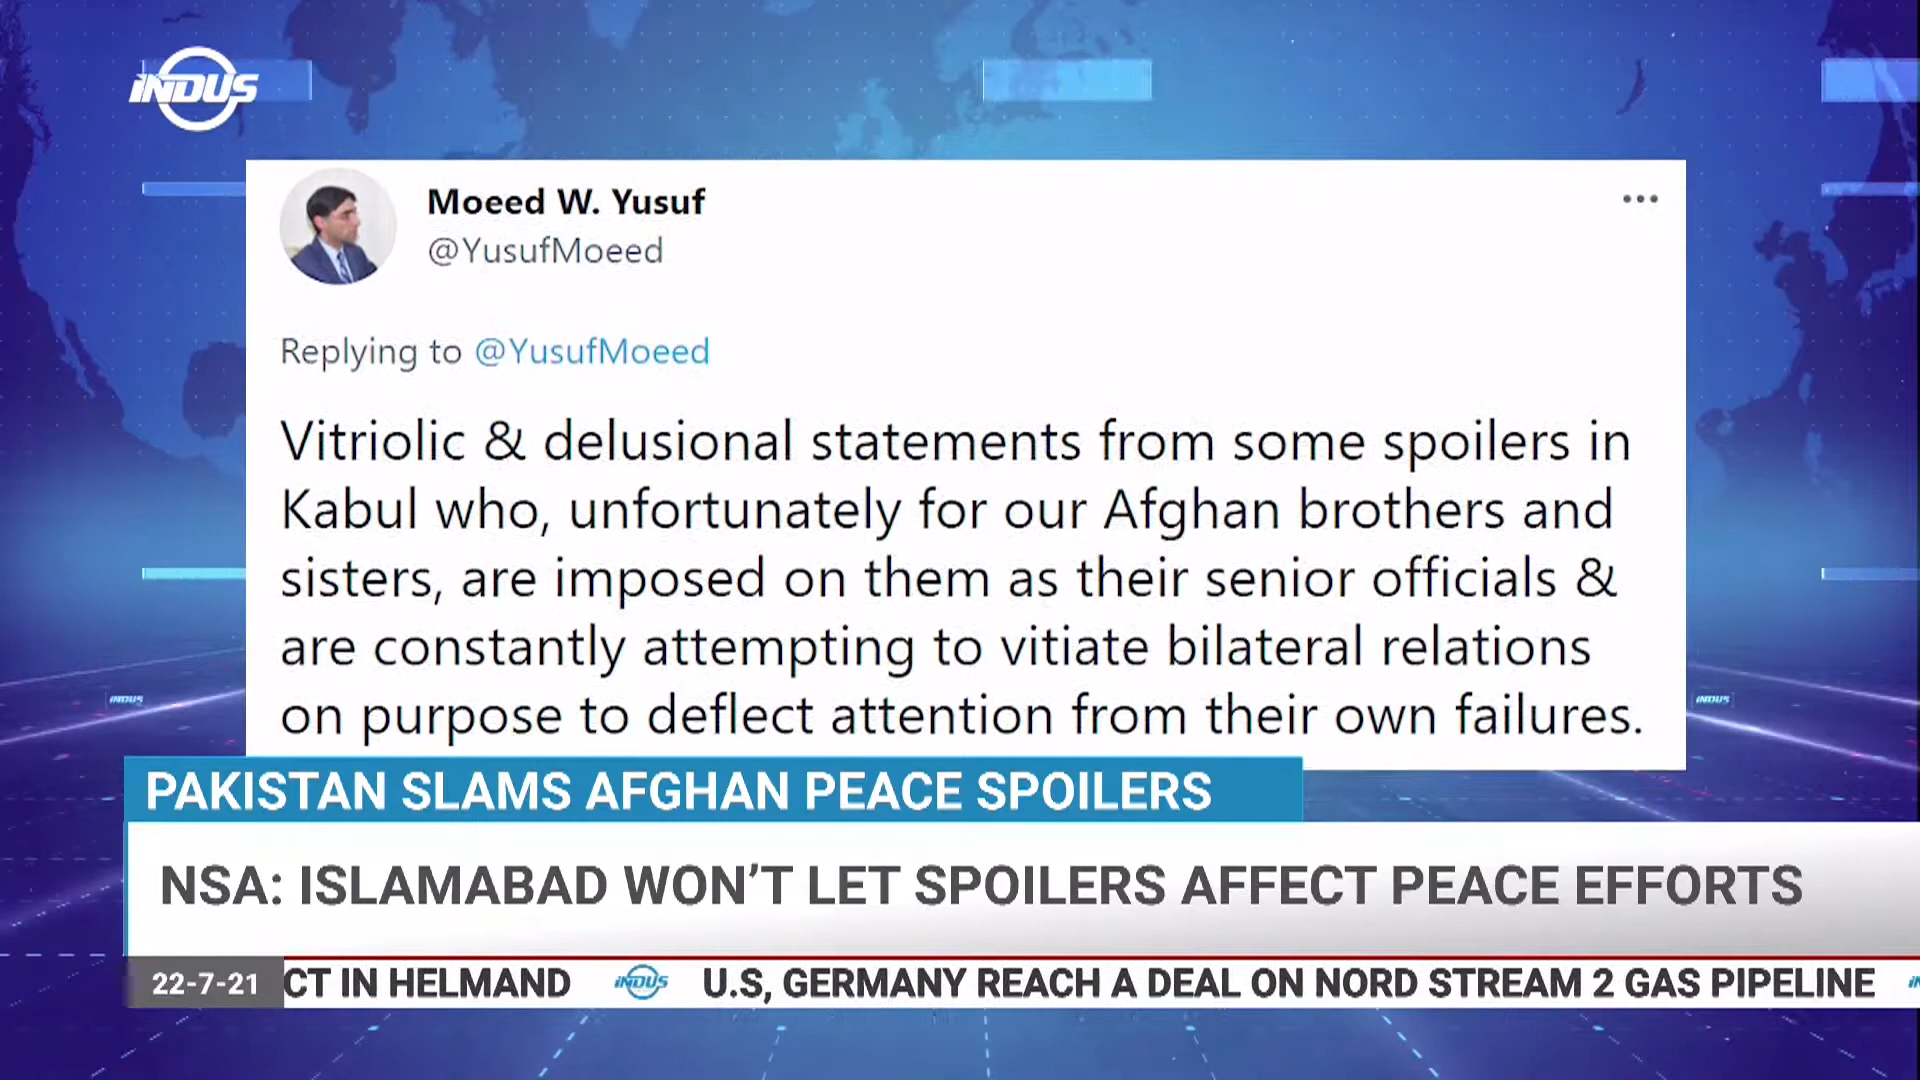 INDUS
Moeed W. Yusuf
@YusufMoeed
Replying to @YusufMoeed
Vitriolic & delusional statements from some spoilers in
Kabul who, unfortunately for our Afghan brothers and
sisters, are imposed on them as their senior officials &
are constantly attempting to vitiate bilateral relations
on purpose to deflect attention from their own failures.
INDUS
INDUS
PAKISTAN SLAMS AFGHAN PEACE SPOILERS
NSA: ISLAMABAD WON'T LET SPOILERS AFFECT PEACE EFFORTS
22-7-21 CT IN HELMAND INDUS U.S, GERMANY REACH A DEAL ON NORD STREAM 2 GAS PIPELINE